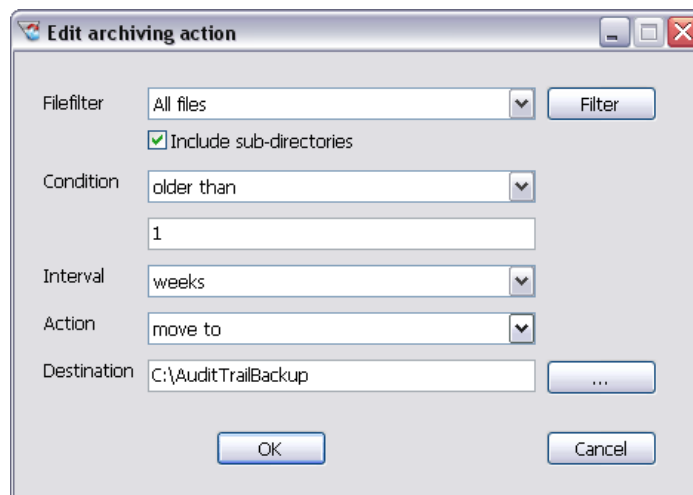 Edit archiving action
Filefilter All files Filter
Include sub-directories
Condition older than
1
Interval weeks
Action move to
Destination C:\AuditTrailBackup ...
OK Cancel